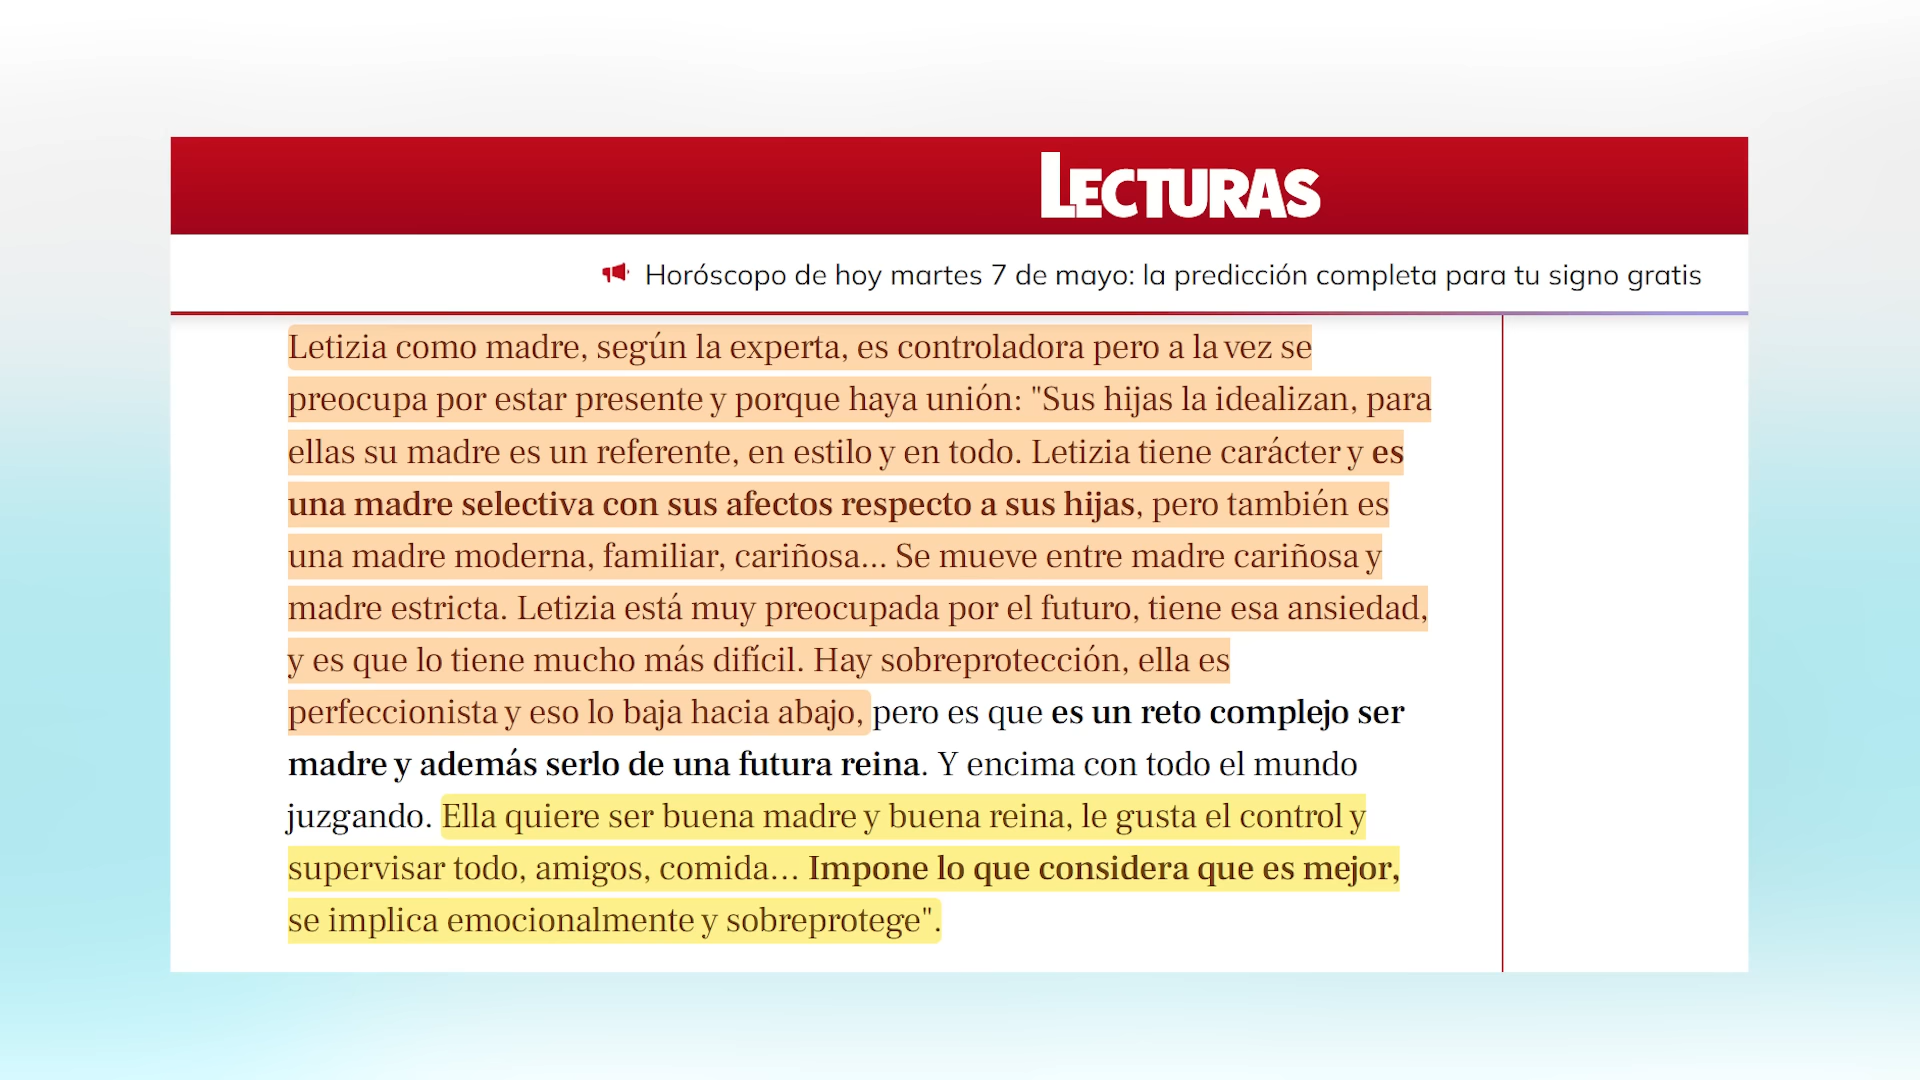 LECTURAS
Horóscopo de hoy martes 7 de mayo: la predicción completa para tu signo gratis
Letizia como madre, según la experta, es controladora pero a la vez se
preocupa por estar presente y porque haya unión: "Sus hijas la idealizan, para
ellas su madre es un referente, en estilo y en todo. Letizia tiene carácter y es
una madre selectiva con sus afectos respecto a sus hijas, pero también es
una madre moderna, familiar, cariñosa... Se mueve entre madre cariñosa y
madre estricta. Letizia está muy preocupada por el futuro, tiene esa ansiedad,
y es que lo tiene mucho más difícil. Hay sobreprotección, ella es
perfeccionista y eso lo baja hacia abajo, pero es que es un reto complejo ser
madre y además serlo de una futura reina. Y encima con todo el mundo
juzgando. Ella quiere ser buena madre y buena reina, le gusta el control y
supervisar todo, amigos, comida... Impone lo que considera que es mejor,
se implica emocionalmente y sobreprotege".